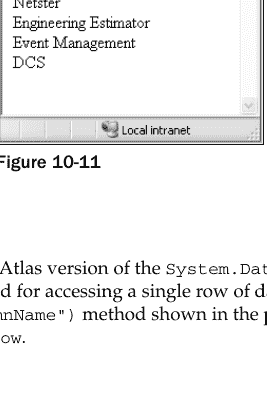 Netster
Engineering Estimator
Event Management
DCS
Local intranet
Figure 10-11
Atlas version of the System.Dat
d for accessing a single row of da
nnName") method shown in the p
ow.